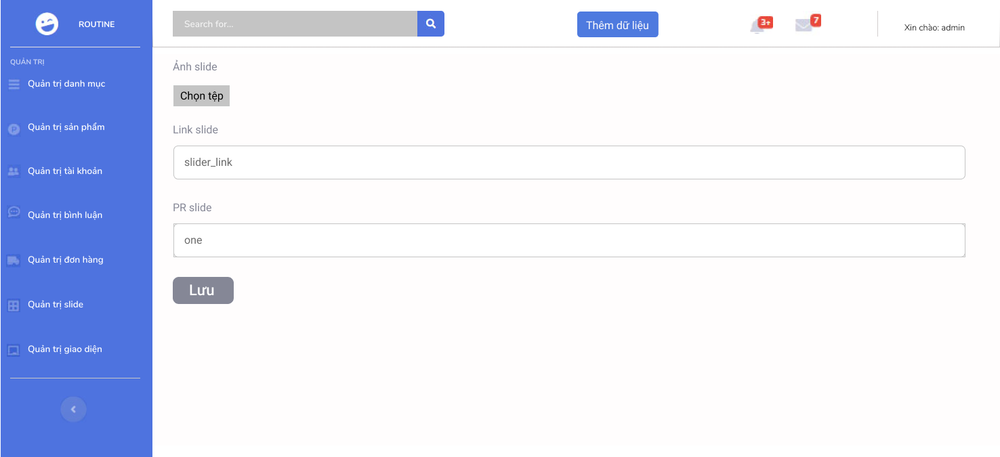 ROUTINE
QUẢN TRỊ
Quản trị danh mục
Quản trị sản phẩm
Quản trị tài khoản
Quản trị bình luận
Quản trị đơn hàng
Quản trị slide
Quản trị giao diện
Search for...
Thêm dữ liệu
3+
7
Xin chào: admin
Ảnh slide
Chọn tệp
Link slide
slider_link
PR slide
one
Lưu